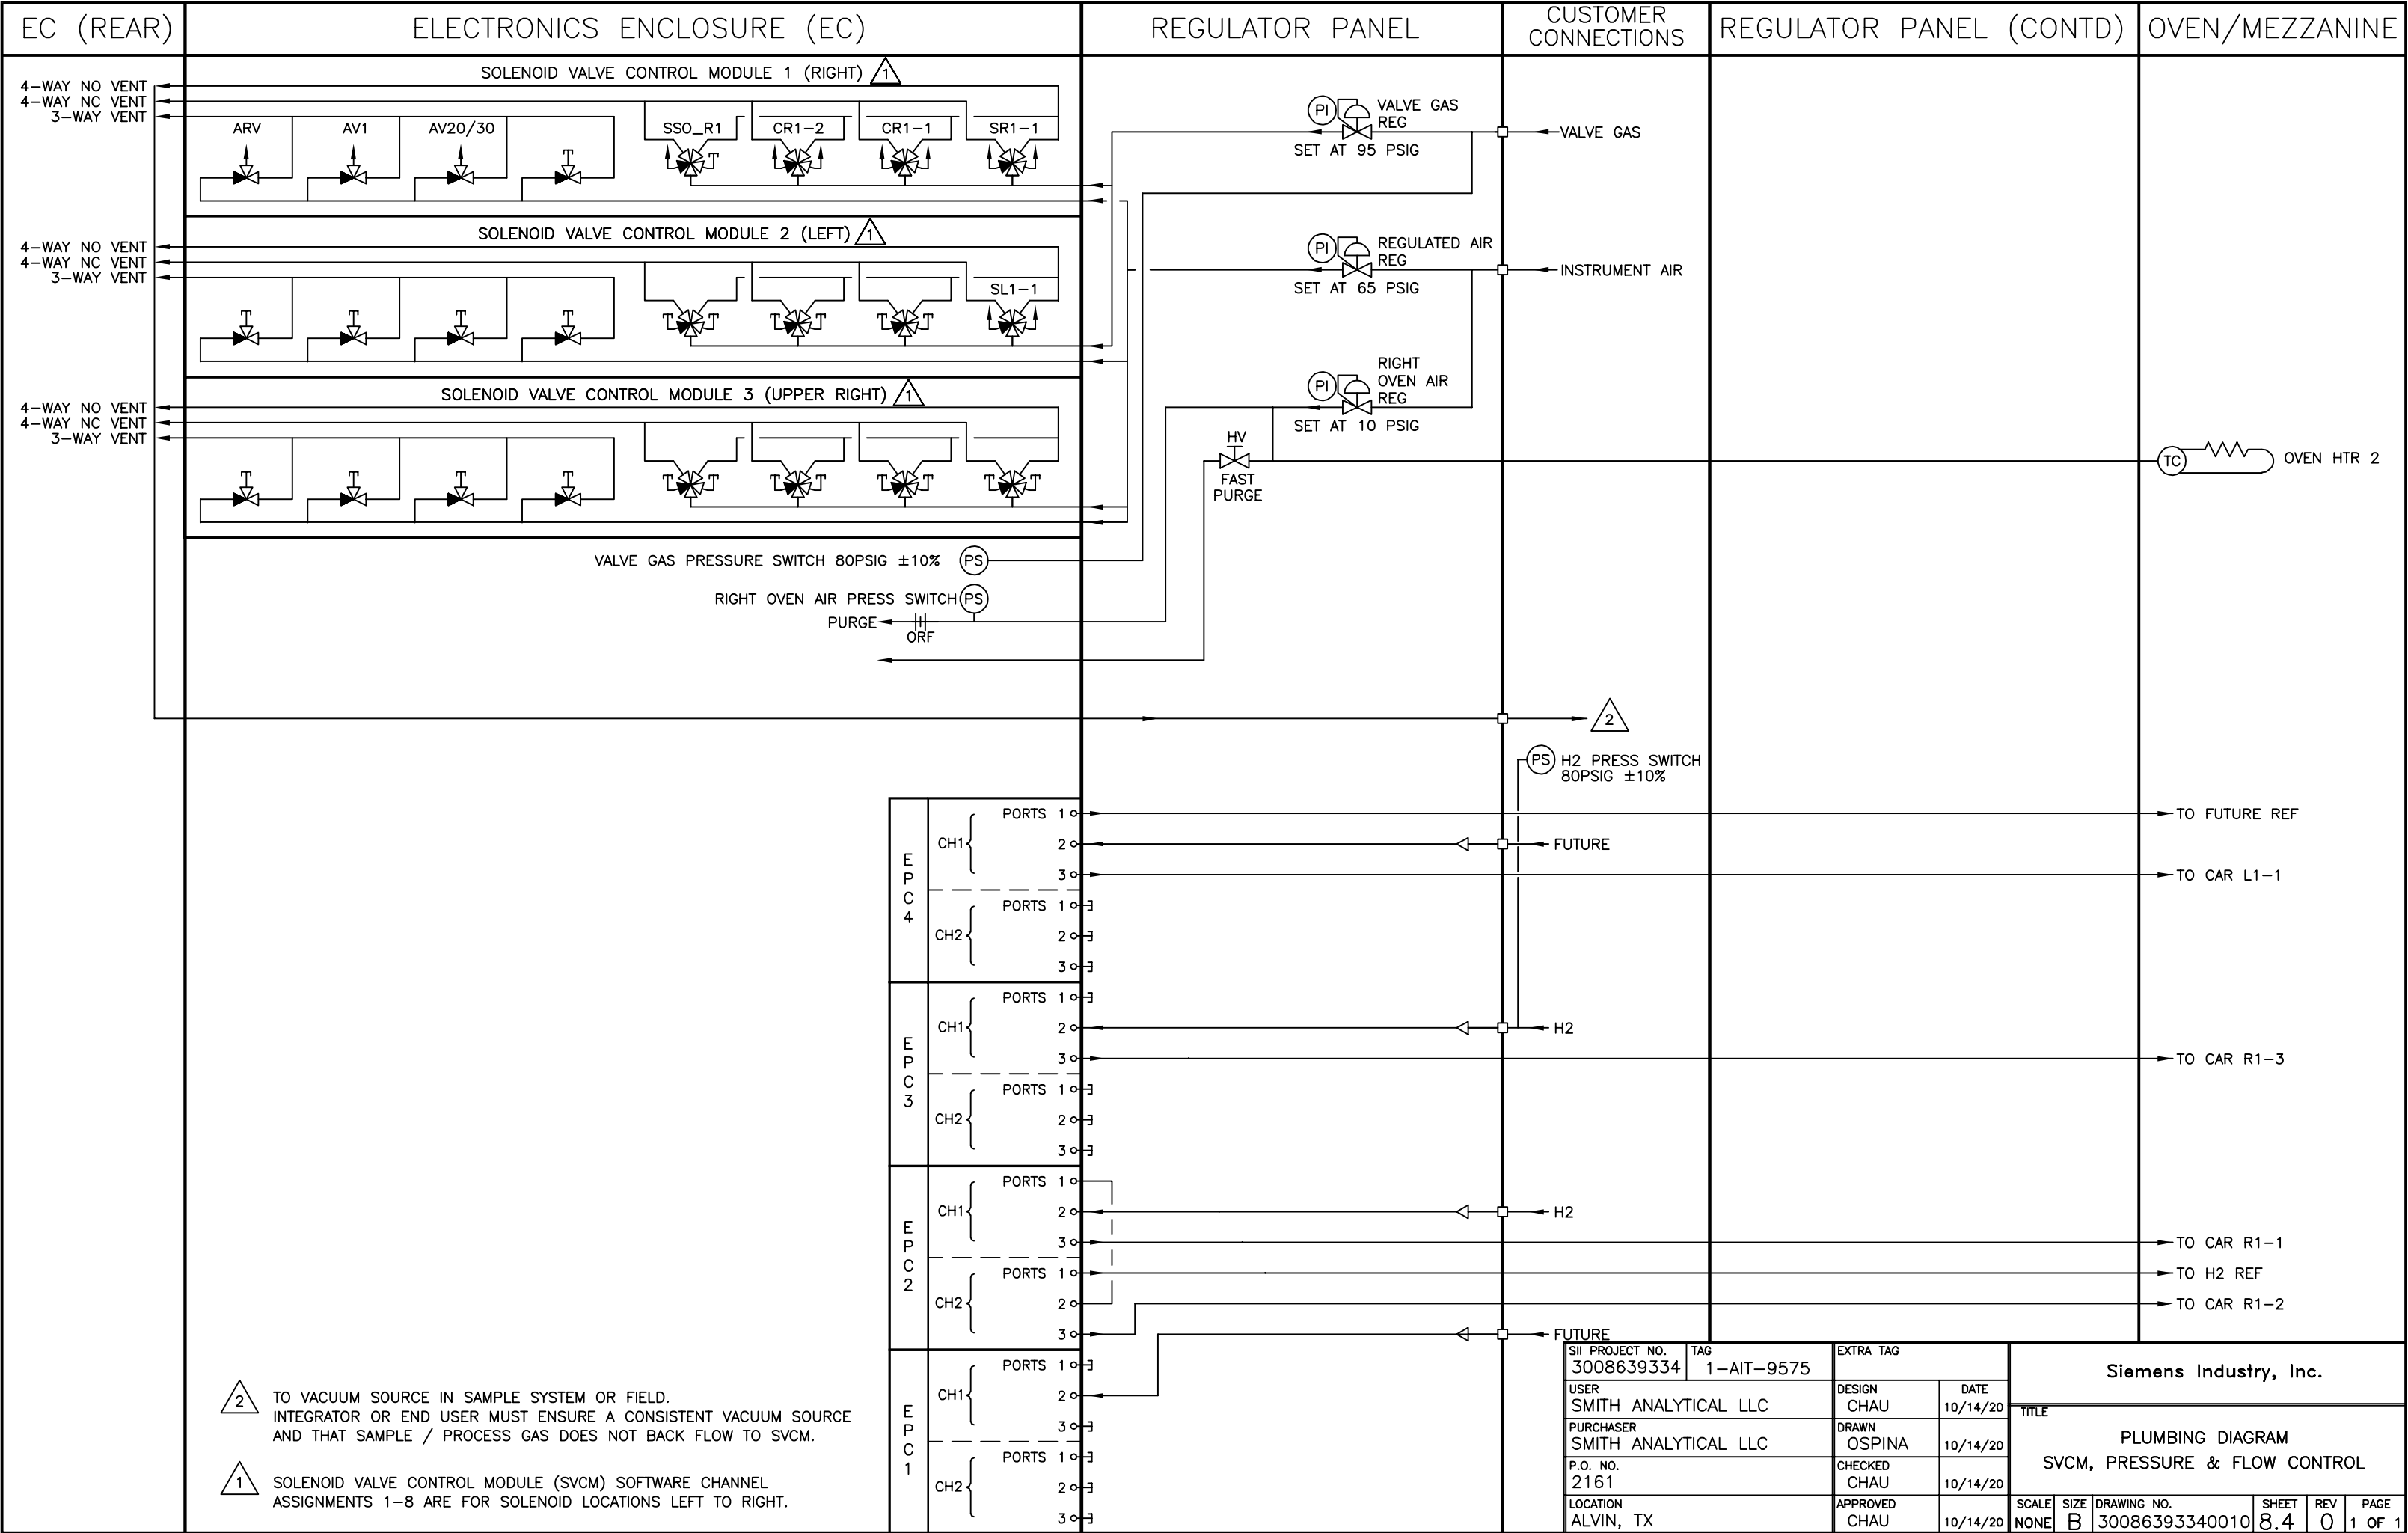 EC (REAR)
ELECTRONICS ENCLOSURE (EC)
REGULATOR PANEL
CUSTOMER
CONNECTIONS
REGULATOR PANEL (CONTD)
OVEN/MEZZANINE
SOLENOID VALVE CONTROL MODULE 1 (RIGHT) 1
4-WAY NO VENT
4-WAY NC VENT
3-WAY VENT
ARV
AV1
AV20/30
SSO_R1
CR1-2
CR1-1
SR1-1
PI
VALVE GAS
REG
SET AT 95 PSIG
VALVE GAS
SOLENOID VALVE CONTROL MODULE 2 (LEFT) 1
4-WAY NO VENT
4-WAY NC VENT
3-WAY VENT
SL1-1
PI
REGULATED AIR
REG
SET AT 65 PSIG
INSTRUMENT AIR
SOLENOID VALVE CONTROL MODULE 3 (UPPER RIGHT) 1
4-WAY NO VENT
4-WAY NC VENT
3-WAY VENT
PI
RIGHT
OVEN AIR
REG
SET AT 10 PSIG
HV
FAST
PURGE
TC
OVEN HTR 2
VALVE GAS PRESSURE SWITCH 80PSIG ±10% PS
RIGHT OVEN AIR PRESS SWITCH PS
PURGE
ORF
2
PS H2 PRESS SWITCH
80PSIG ±10%
EPC4
CH1
PORTS 1
TO FUTURE REF
2
FUTURE
3
TO CAR L1-1
CH2
PORTS 1
2
3
EPC3
CH1
PORTS 1
2
H2
3
TO CAR R1-3
CH2
PORTS 1
2
3
EPC2
CH1
PORTS 1
2
H2
3
TO CAR R1-1
CH2
PORTS 1
TO H2 REF
2
TO CAR R1-2
3
FUTURE
EPC1
CH1
PORTS 1
2
3
CH2
PORTS 1
2
3
2 TO VACUUM SOURCE IN SAMPLE SYSTEM OR FIELD.
INTEGRATOR OR END USER MUST ENSURE A CONSISTENT VACUUM SOURCE
AND THAT SAMPLE / PROCESS GAS DOES NOT BACK FLOW TO SVCM.
1 SOLENOID VALVE CONTROL MODULE (SVCM) SOFTWARE CHANNEL
ASSIGNMENTS 1-8 ARE FOR SOLENOID LOCATIONS LEFT TO RIGHT.
SII PROJECT NO.
3008639334
TAG
1-AIT-9575
EXTRA TAG
Siemens Industry, Inc.
USER
SMITH ANALYTICAL LLC
DESIGN
CHAU
DATE
10/14/20
PURCHASER
SMITH ANALYTICAL LLC
DRAWN
OSPINA
10/14/20
TITLE
PLUMBING DIAGRAM
SVCM, PRESSURE & FLOW CONTROL
P.O. NO.
2161
CHECKED
CHAU
10/14/20
LOCATION
ALVIN, TX
APPROVED
CHAU
10/14/20
SCALE
NONE
SIZE
B
DRAWING NO.
30086393340010
SHEET
8.4
REV
0
PAGE
1 OF 1